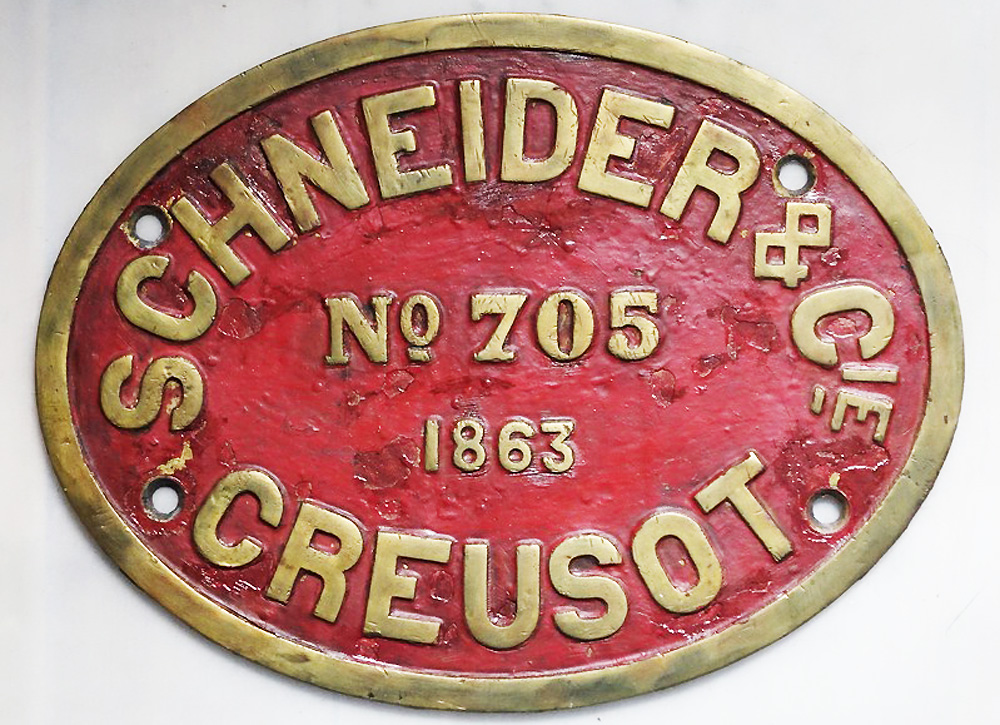 SCHNEIDER & CIE
Nº 705
1863
CREUSOT